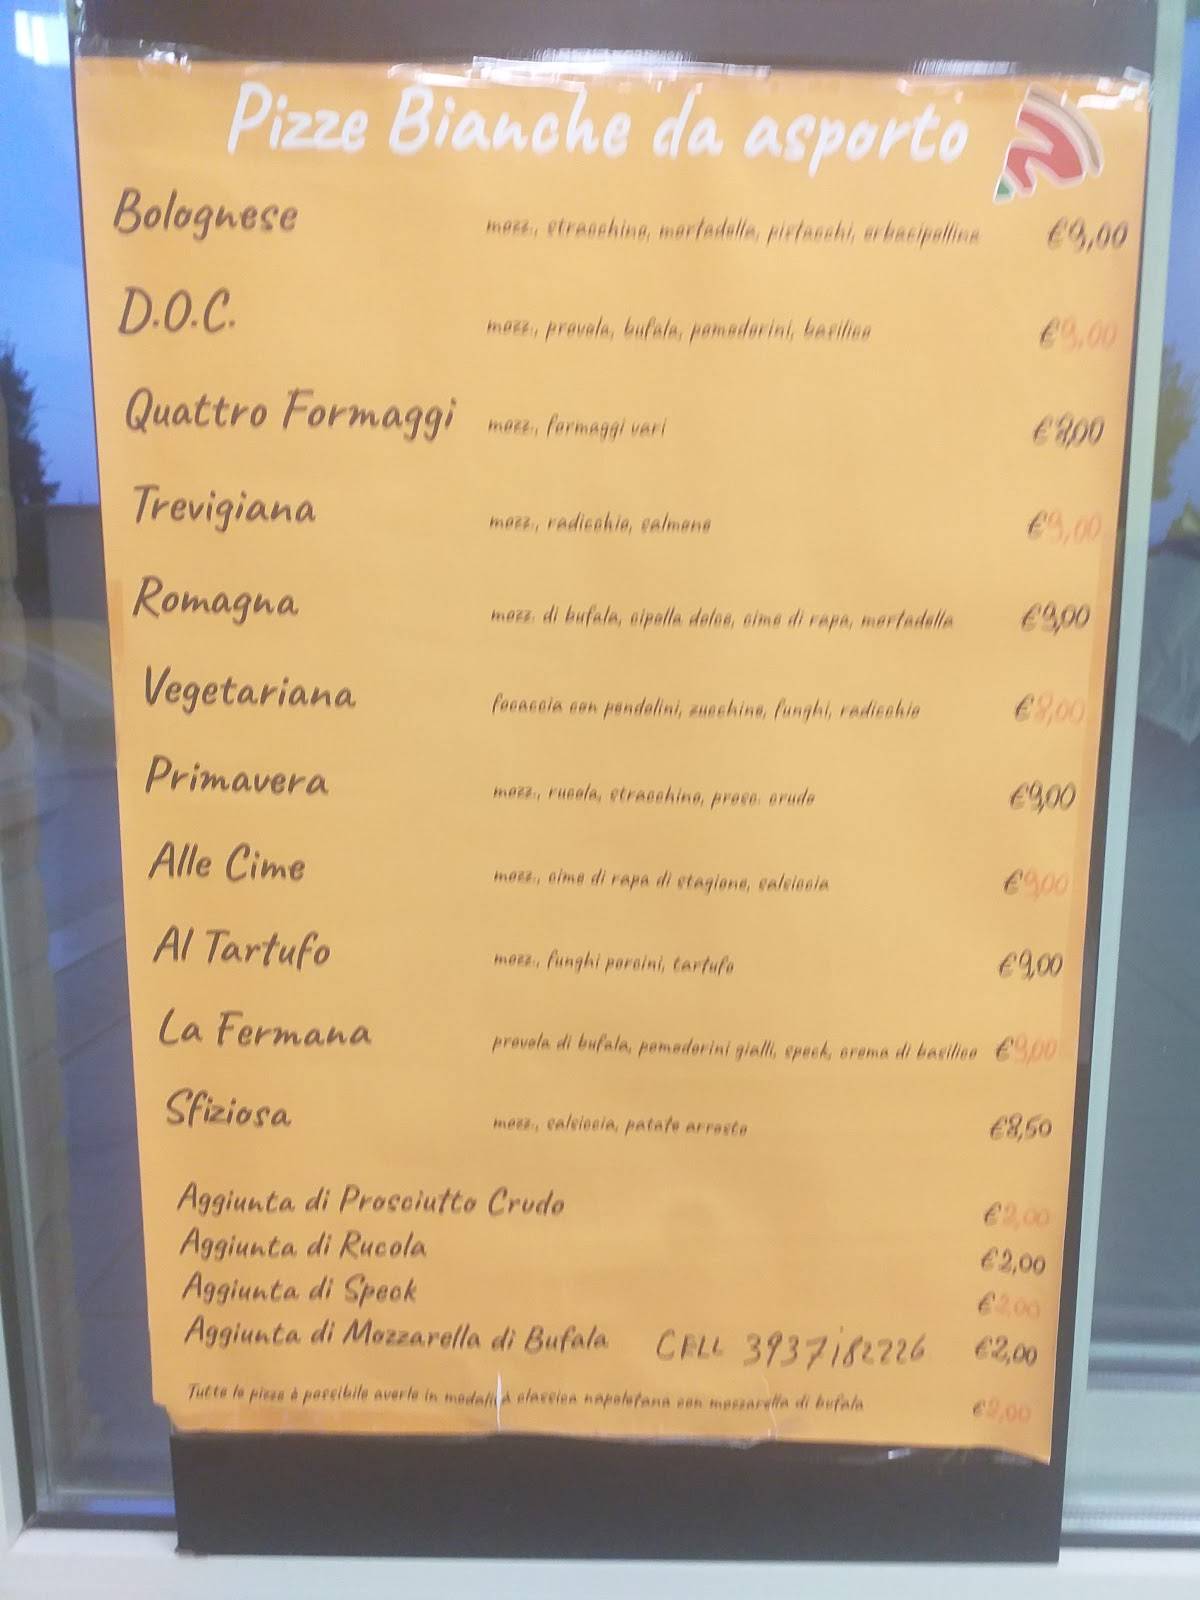 Pizze Bianche da asporto
Bolognese mozz., stracchino, mortadella, pistacchi, erbacipollina €9,00
D.O.C. mozz., provola, bufala, pomodorini, basilico €9,00
Quattro Formaggi mozz., formaggi vari €8,00
Trevigiana mozz., radicchio, salmone €9,00
Romagna mozz. di bufala, cipolla dolce, cime di rapa, mortadella €9,00
Vegetariana focaccia con pendolini, zucchine, funghi, radicchio €8,00
Primavera mozz., rucola, stracchino, prosc. crudo €9,00
Alle Cime mozz., cime di rapa di stagione, salsiccia €9,00
Al Tartufo mozz., funghi porcini, tartufo €9,00
La Fermana provola di bufala, pomodorini gialli, speck, crema di basilico €9,00
Sfiziosa mozz., salsiccia, patate arrosto €8,50
Aggiunta di Prosciutto Crudo €2,00
Aggiunta di Rucola €2,00
Aggiunta di Speck €2,00
Aggiunta di Mozzarella di Bufala CELL 3937182226 €2,00
Tutte le pizze è possibile averle in modalità classica napoletana con mozzarella di bufala €2,00